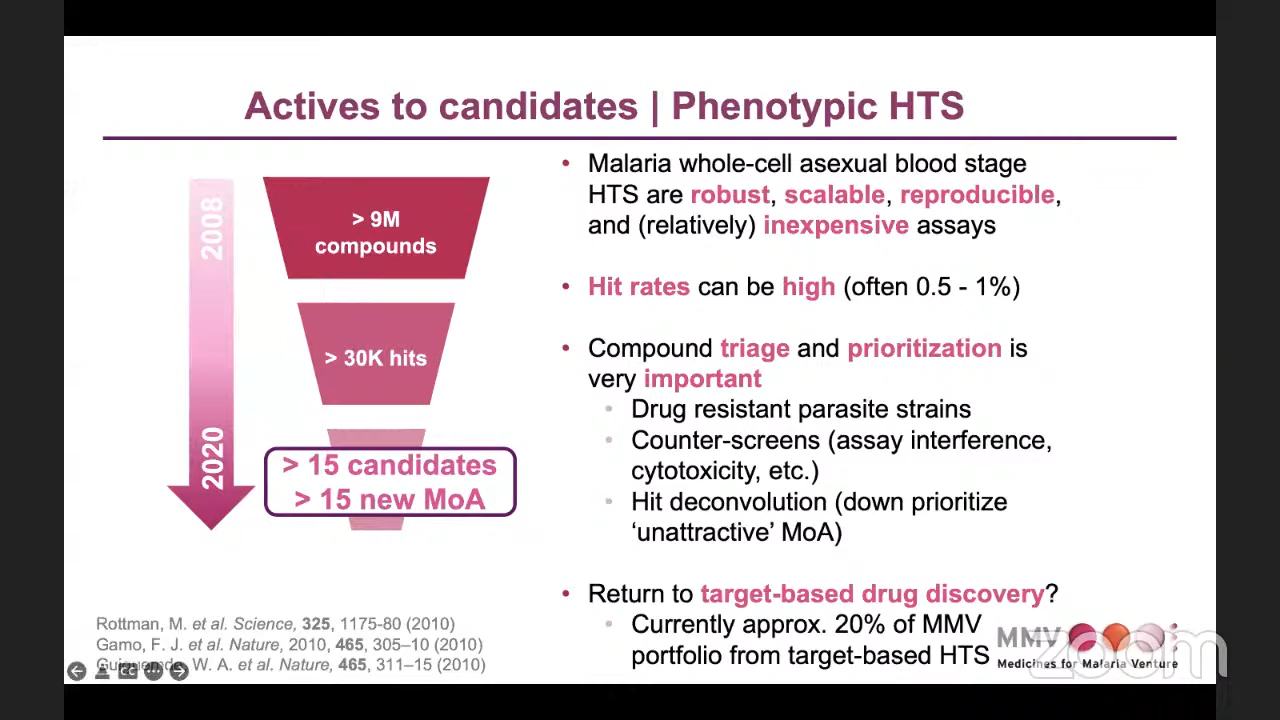 Actives to candidates | Phenotypic HTS
2008
2020
> 9M
compounds
> 30K hits
> 15 candidates
> 15 new MoA
• Malaria whole-cell asexual blood stage
HTS are robust, scalable, reproducible,
and (relatively) inexpensive assays
• Hit rates can be high (often 0.5 - 1%)
• Compound triage and prioritization is
very important
• Drug resistant parasite strains
• Counter-screens (assay interference,
cytotoxicity, etc.)
• Hit deconvolution (down prioritize
‘unattractive’ MoA)
• Return to target-based drug discovery?
• Currently approx. 20% of MMV
portfolio from target-based HTS
Rottman, M. et al. Science, 325, 1175-80 (2010)
Gamo, F. J. et al. Nature, 2010, 465, 305–10 (2010)
W. A. et al. Nature, 465, 311–15 (2010)
CC
MMV
Medicines for Malaria Venture
zoom